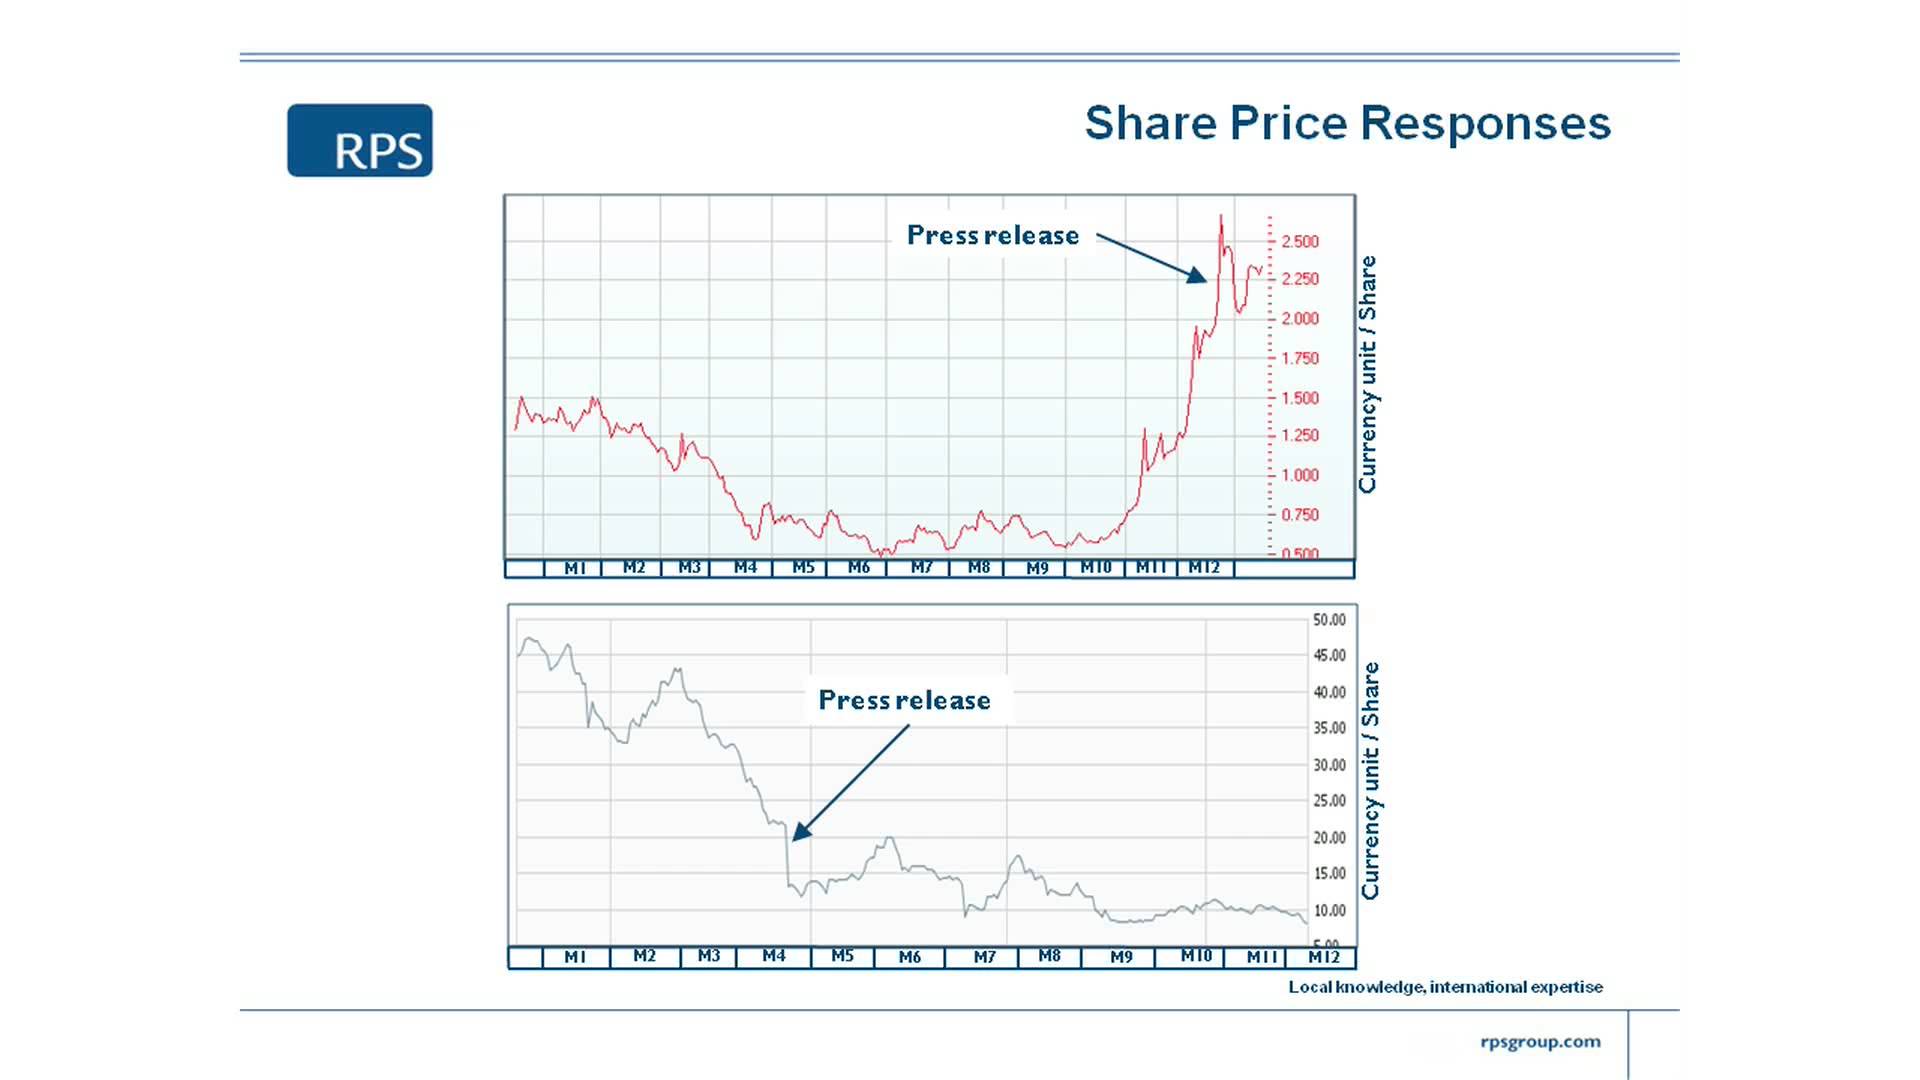 RPS
Share Price Responses
Press release
2.500
2.250
2.000
1.750
1.500
1.250
1.000
0.750
0.500
Currency unit / Share
M1 M2 M3 M4 M5 M6 M7 M8 M9 M10 M11 M12
50.00
45.00
40.00
35.00
30.00
25.00
20.00
15.00
10.00
5.00
Press release
Currency unit / Share
M1 M2 M3 M4 M5 M6 M7 M8 M9 M10 M11 M12
Local knowledge, international expertise
rpsgroup.com